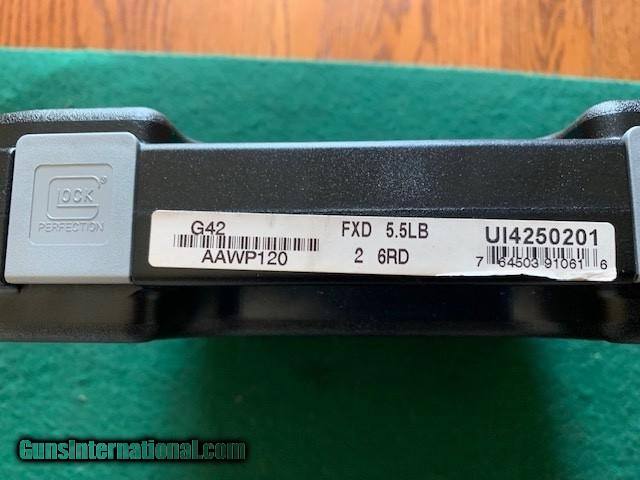 GLOCK®
PERFECTION
G42
AAWP120
FXD 5.5LB
2 6RD
UI4250201
7 64503 91061 6
GunsInternational.com